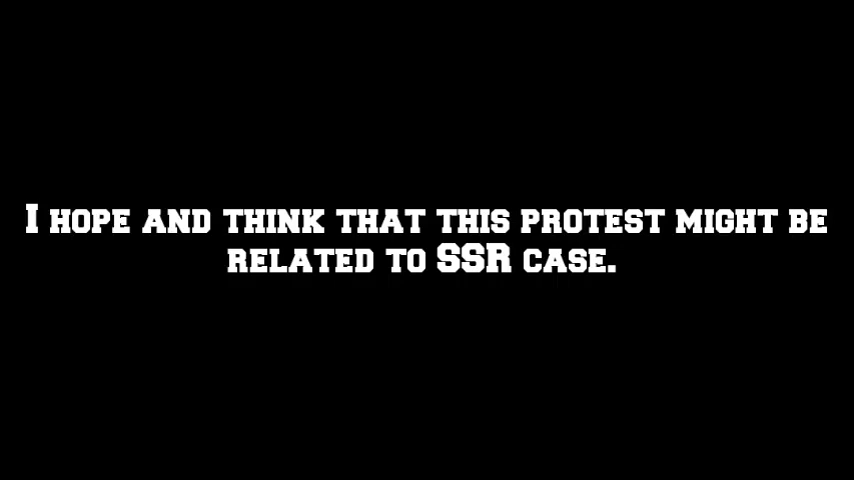 I hope and think that this protest might be
related to SSR case.